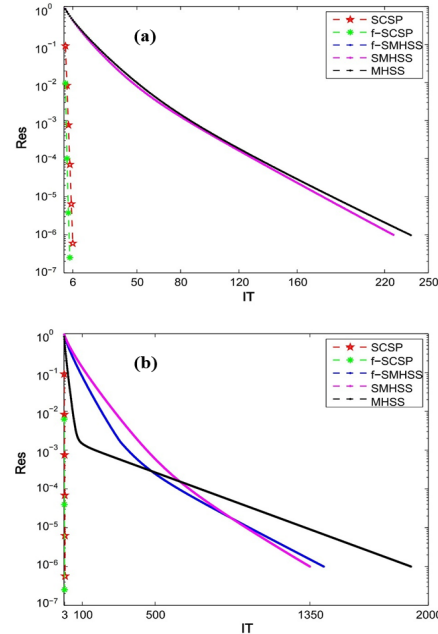 10^0
10^-1
10^-2
10^-3
10^-4
10^-5
10^-6
10^-7
Res
(a)
SCSP
f−SCSP
f−SMHSS
SMHSS
MHSS
6 50 80 120 160 220 250
IT
10^0
10^-1
10^-2
10^-3
10^-4
10^-5
10^-6
10^-7
Res
(b)
SCSP
f−SCSP
f−SMHSS
SMHSS
MHSS
3 100 500 1350 2000
IT